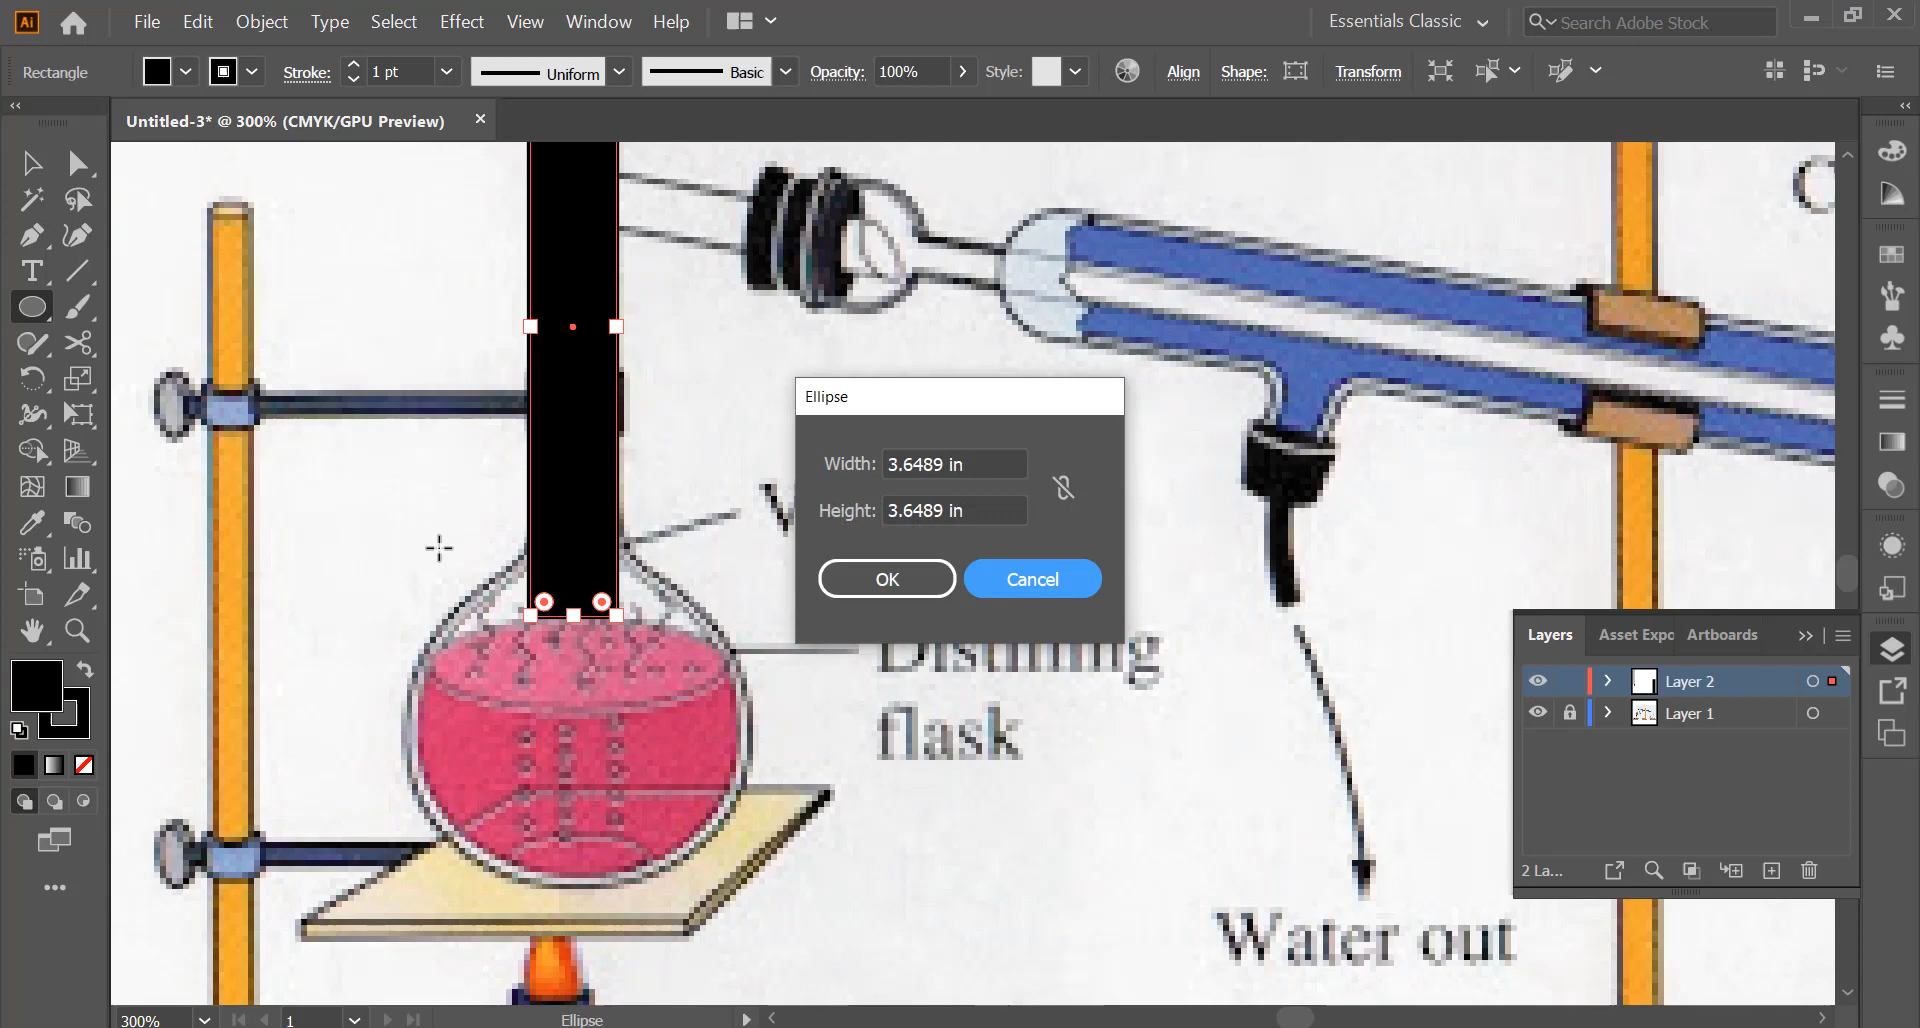 Ai File Edit Object Type Select Effect View Window Help Essentials Classic Search Adobe Stock
Rectangle Stroke: 1 pt Uniform Basic Opacity: 100% Style: Align Shape: Transform
Untitled-3* @ 300% (CMYK/GPU Preview)
Ellipse
Width: 3.6489 in
Height: 3.6489 in
OK Cancel
Distilling
flask
Layers Asset Expo Artboards
Layer 2
Layer 1
2 La...
Water out
300% 1 Ellipse